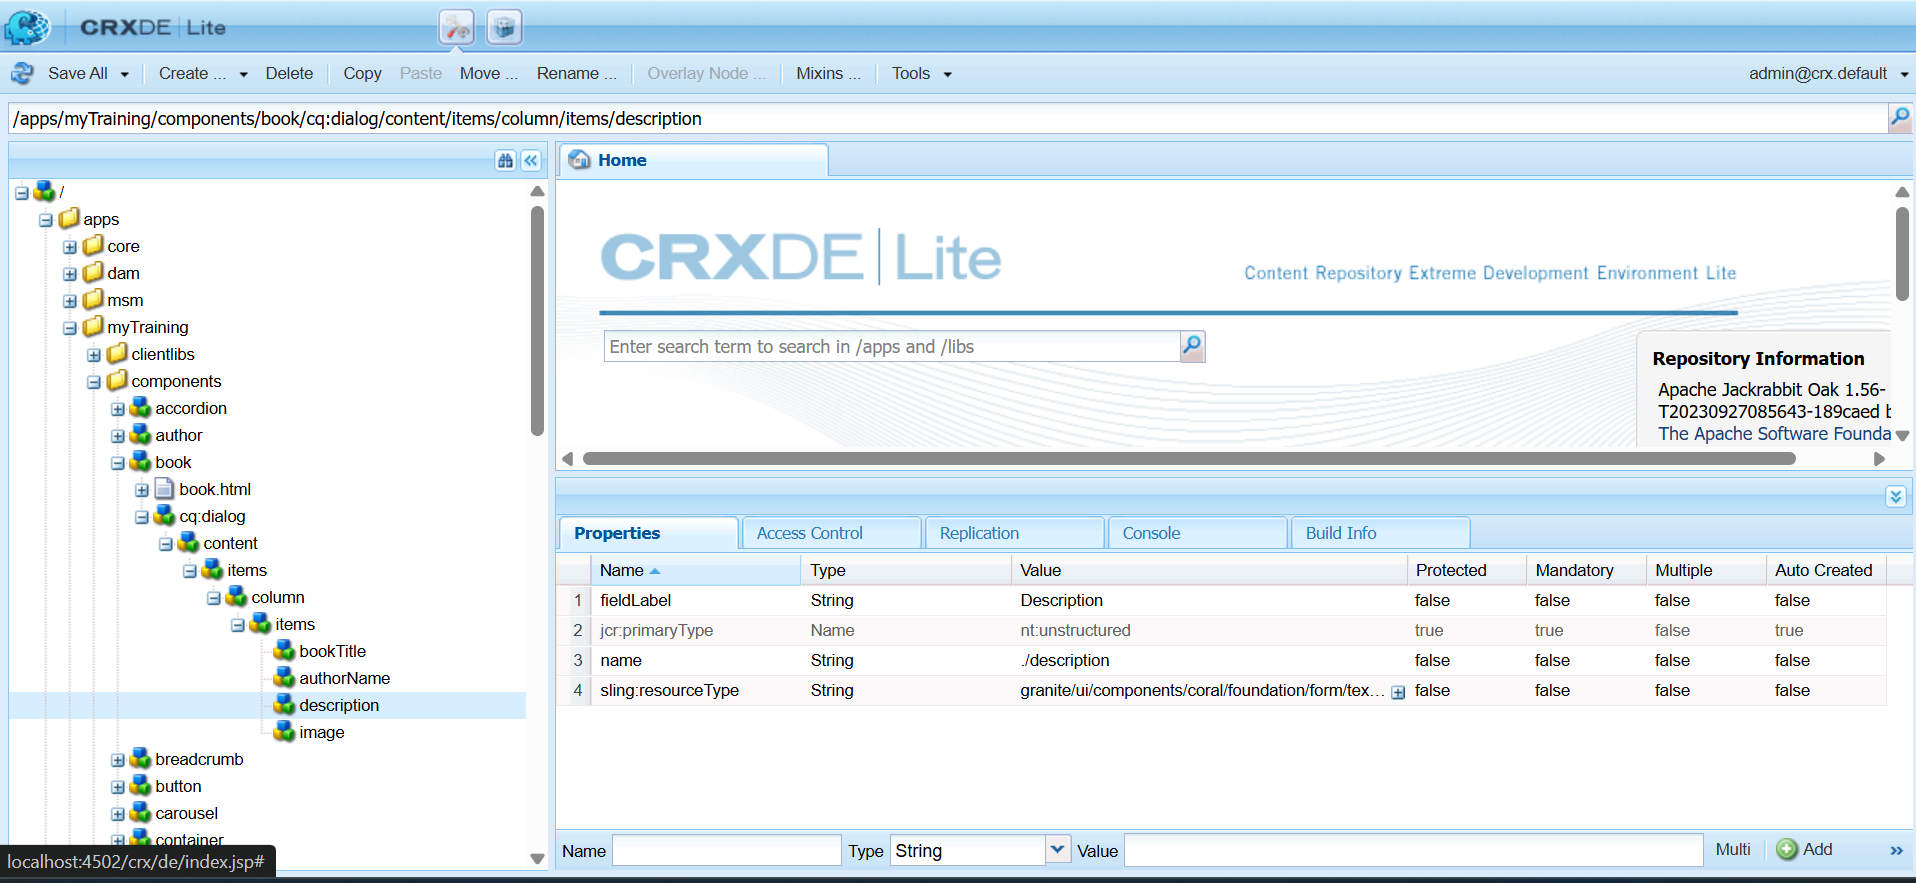 CRXDE | Lite
Save All Create ... Delete Copy Paste Move ... Rename ... Overlay Node ... Mixins ... Tools admin@crx.default
/apps/myTraining/components/book/cq:dialog/content/items/column/items/description
/
apps
core
dam
msm
myTraining
clientlibs
components
accordion
author
book
book.html
cq:dialog
content
items
column
items
bookTitle
authorName
description
image
breadcrumb
button
carousel
container
localhost:4502/crx/de/index.jsp#
Home
CRXDE | Lite
Content Repository Extreme Development Environment Lite
Enter search term to search in /apps and /libs
Repository Information
Apache Jackrabbit Oak 1.56-
T20230927085643-189caed b
The Apache Software Founda
Properties Access Control Replication Console Build Info
Name Type Value Protected Mandatory Multiple Auto Created
1 fieldLabel String Description false false false false
2 jcr:primaryType Name nt:unstructured true true false true
3 name String ./description false false false false
4 sling:resourceType String granite/ui/components/coral/foundation/form/tex... false false false false
Name Type String Value Multi Add »